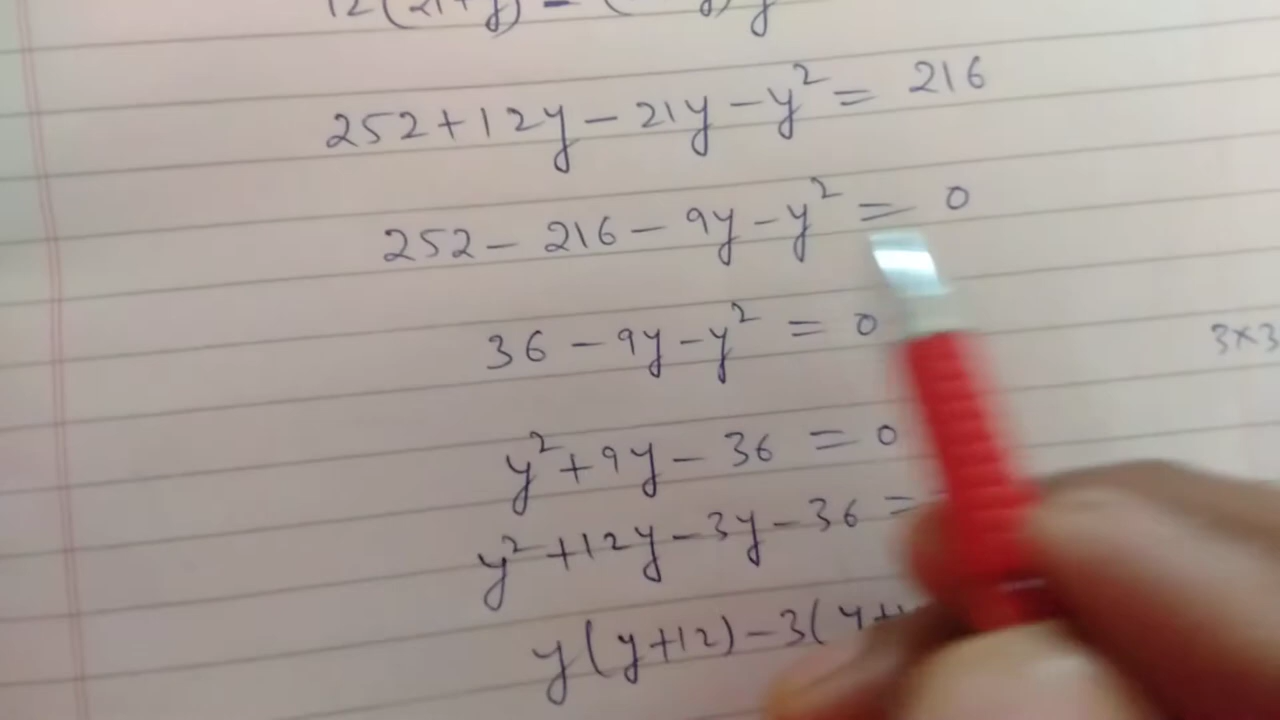 252+12y-21y-y²= 216
252- 216- 9y-y²= 0
36 -9y-y² = 0
3×3
y²+9y- 36 = 0
y²+12y-3y-36 =
y(y+12)-3(y+